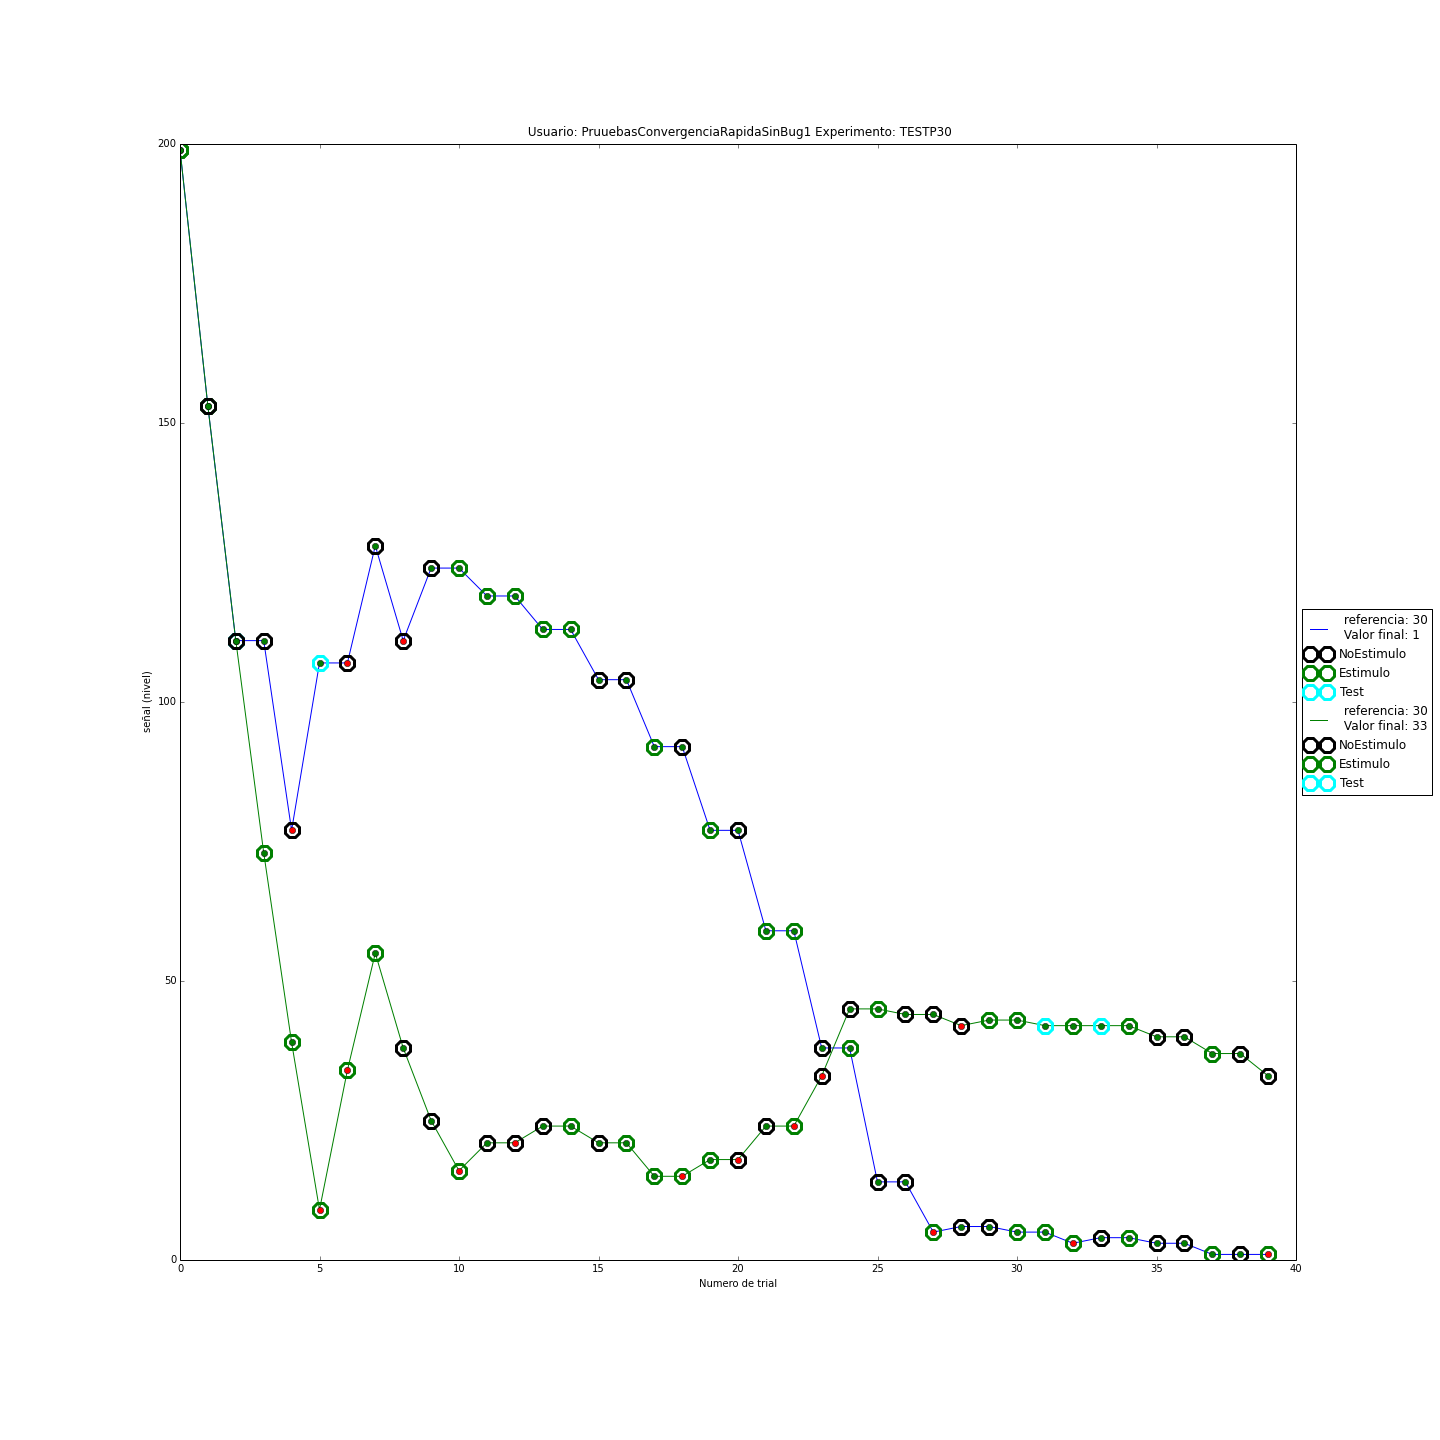 Usuario: PruuebasConvergenciaRapidaSinBug1 Experimento: TESTP30
200
150
100
50
0
señal (nivel)
0 5 10 15 20 25 30 35 40
Numero de trial
referencia: 30
Valor final: 1
NoEstimulo
Estimulo
Test
referencia: 30
Valor final: 33
NoEstimulo
Estimulo
Test